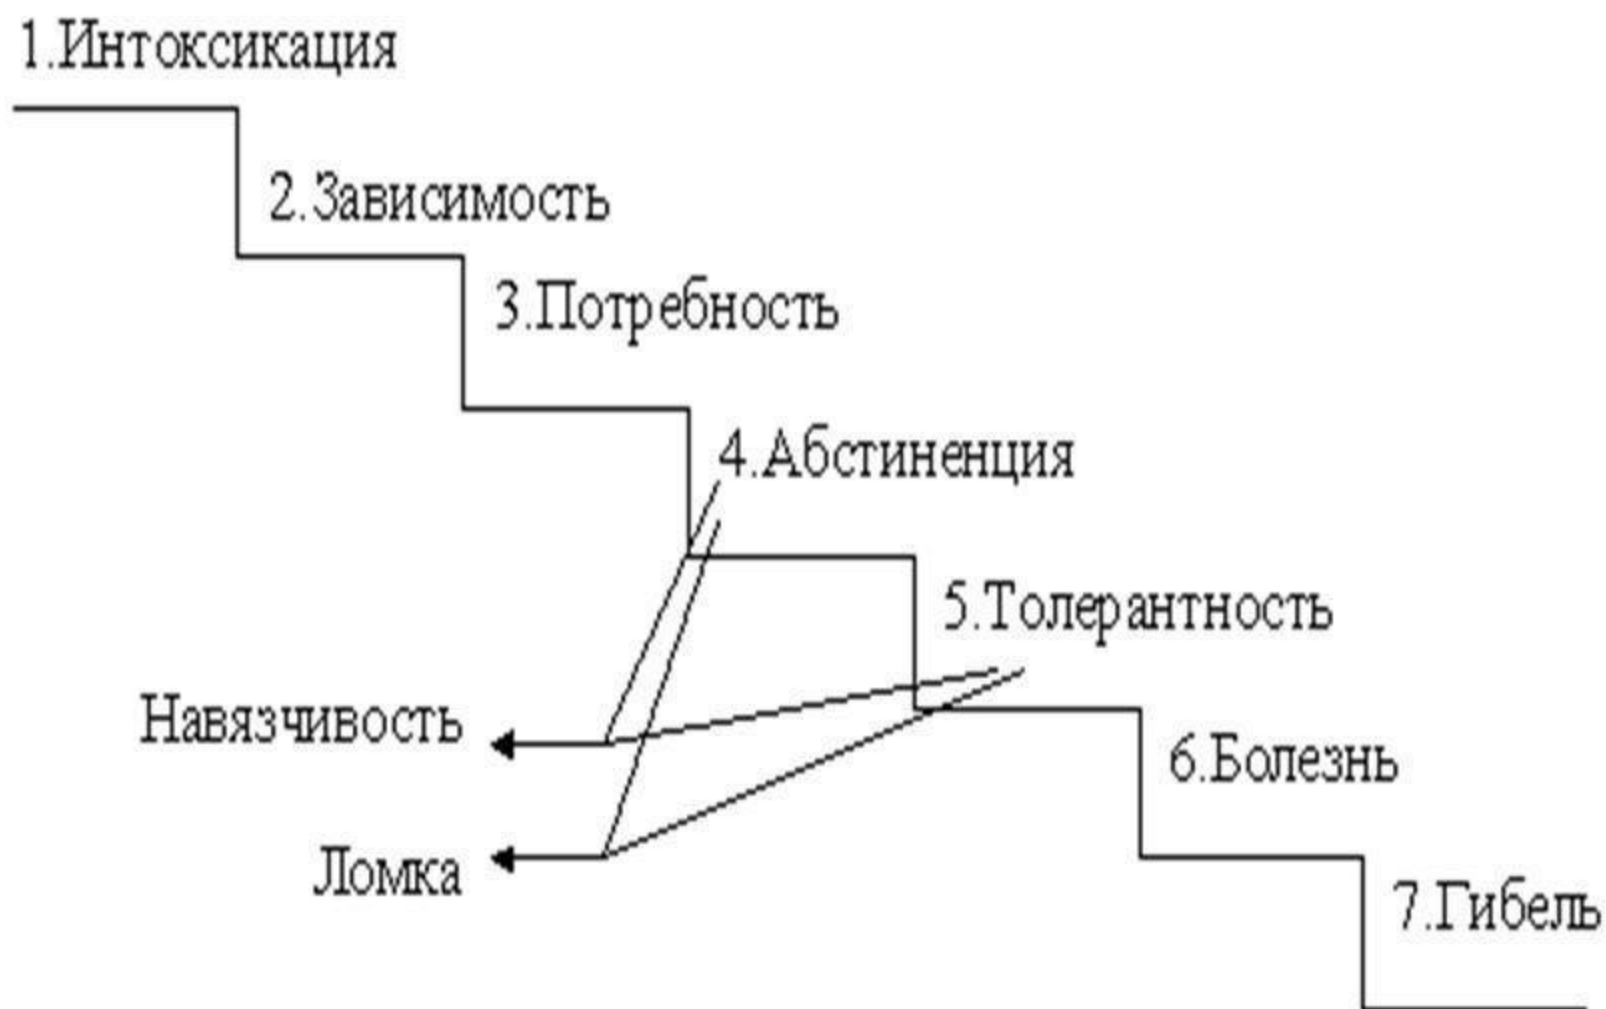 1.Интоксикация
2.Зависимость
3.Потребность
4.Абстиненция
5.Толерантность
Навязчивость
6.Болезнь
Ломка
7.Гибель